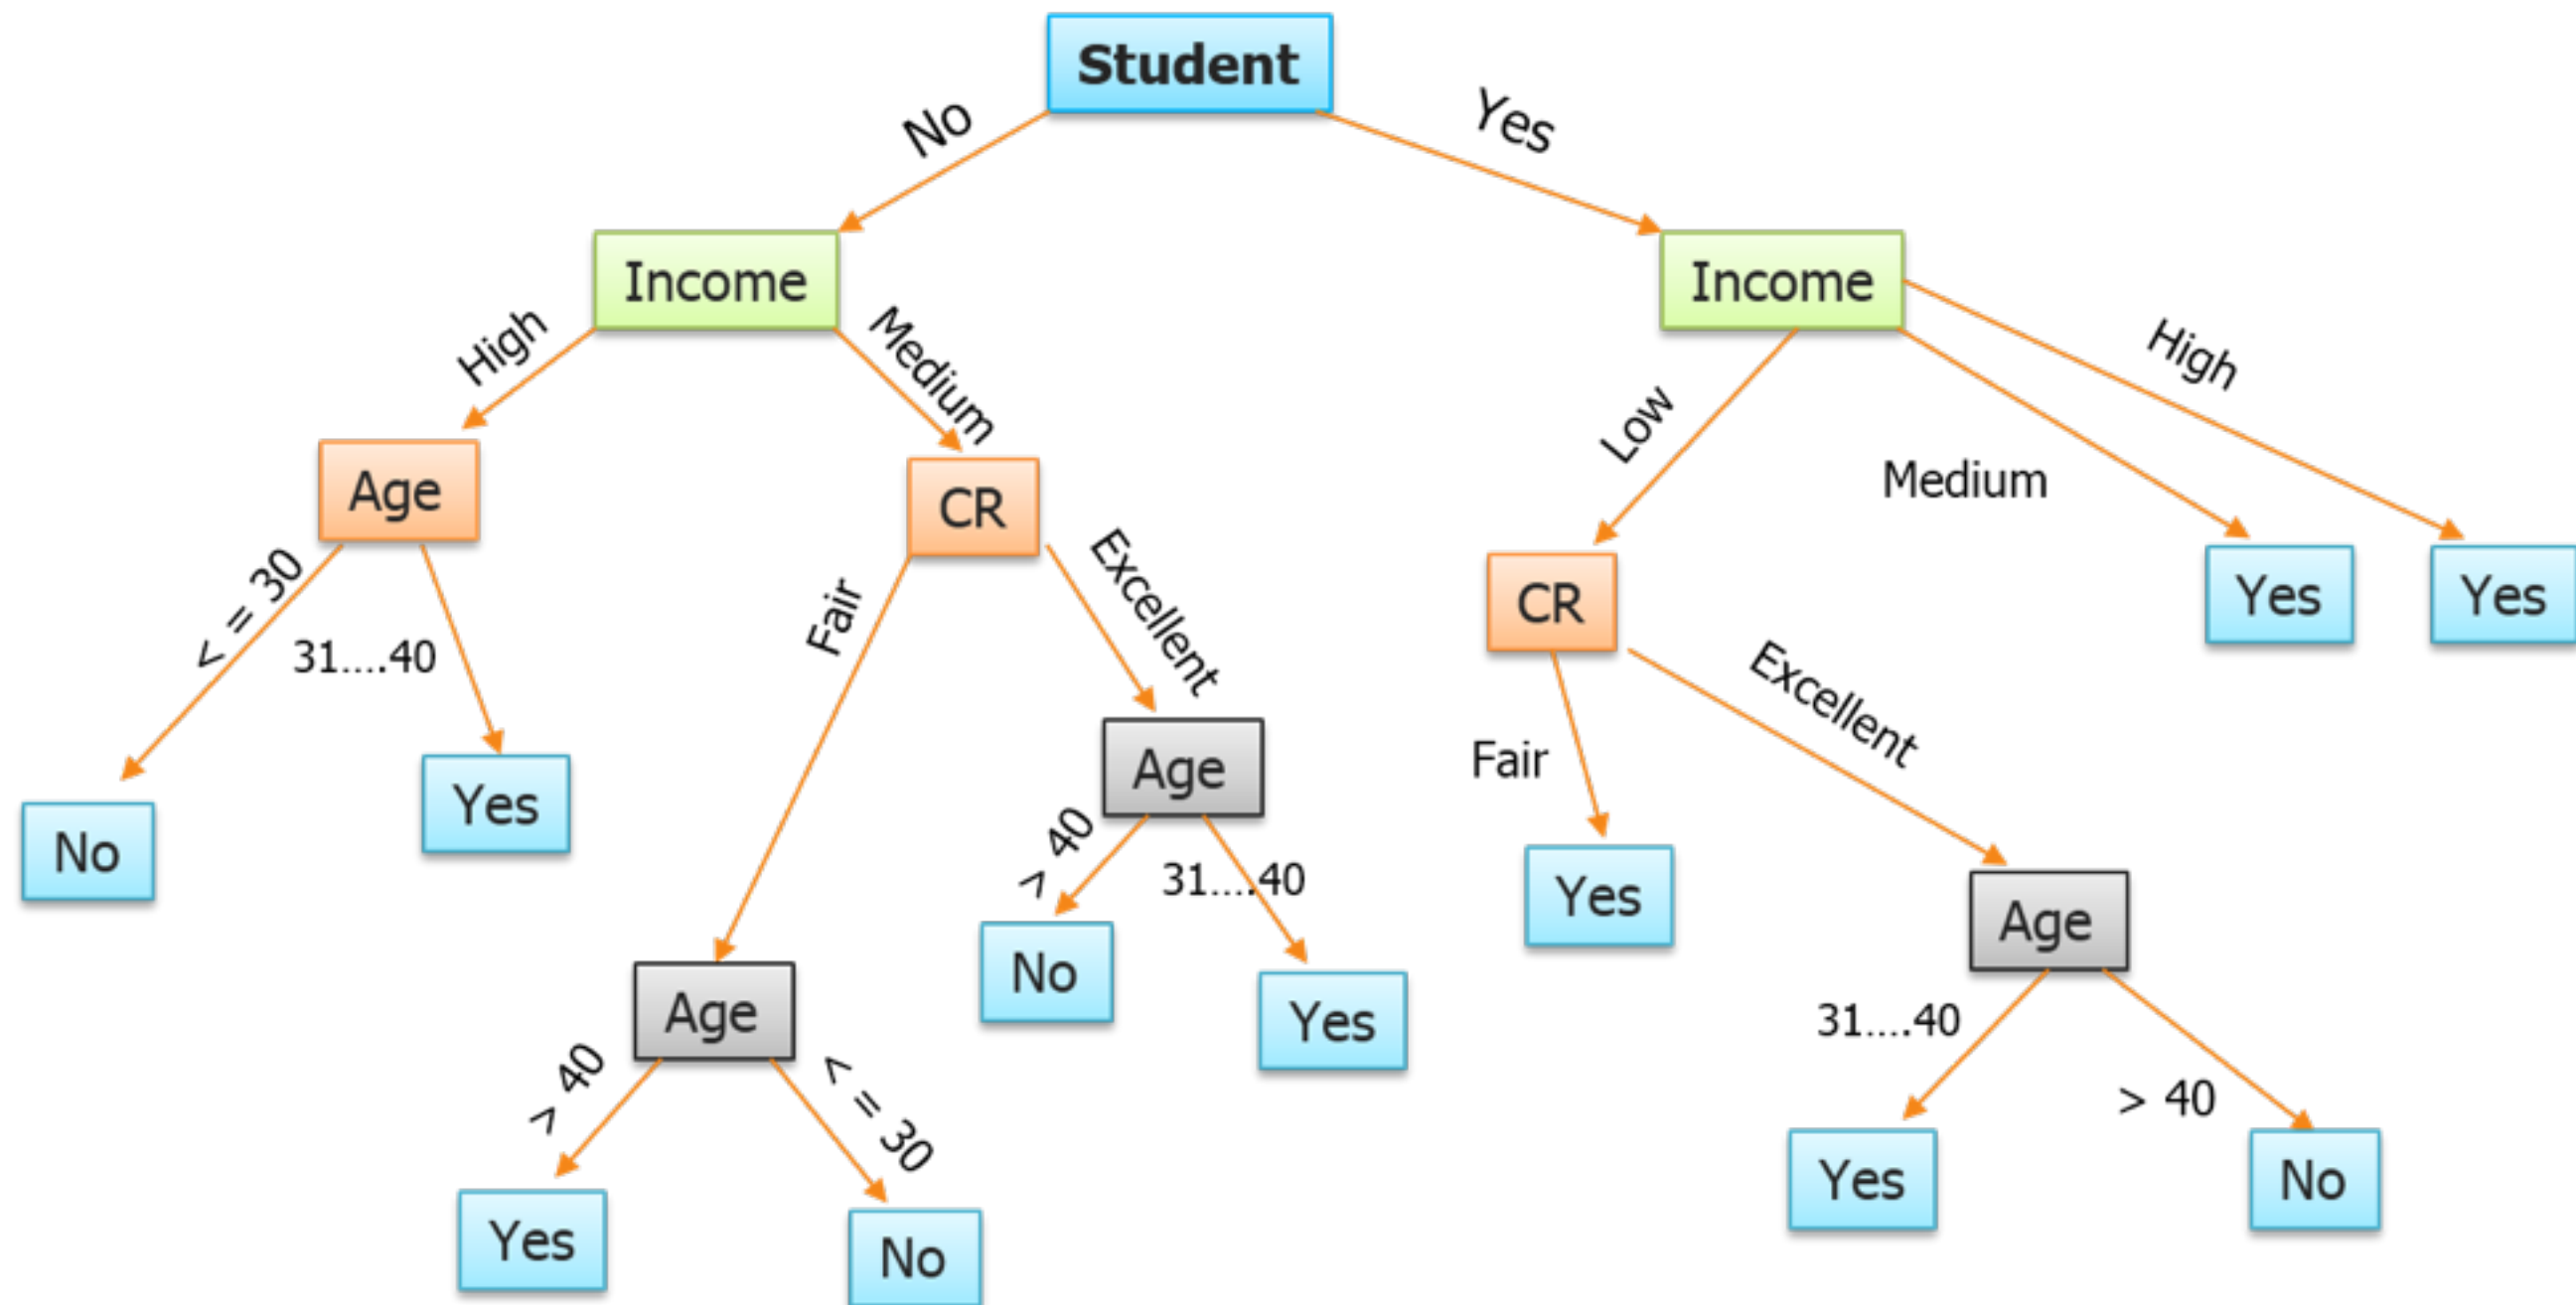 Student
No
Yes
Income
Income
High
Medium
Low
Medium
High
Age
CR
CR
Yes
Yes
< = 30
31....40
Fair
Excellent
Fair
Excellent
No
Yes
Age
Yes
Age
> 40
31....40
No
Yes
Age
31....40
> 40
> 40
< = 30
Yes
No
Yes
No